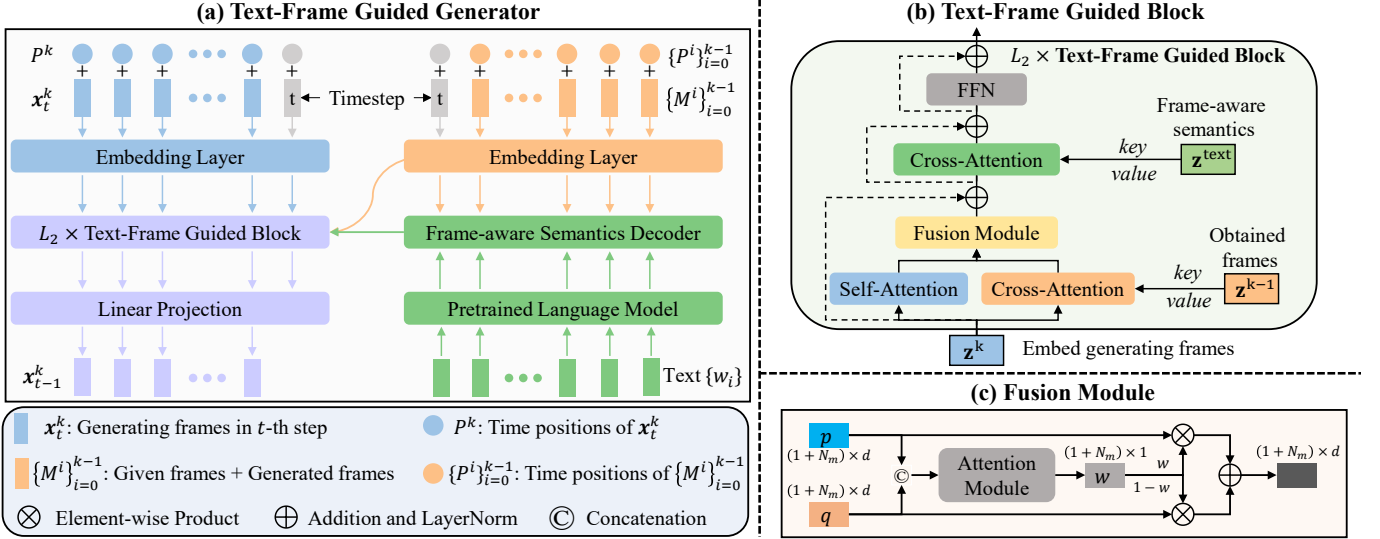 (a) Text-Frame Guided Generator
P^k
{P^i}_{i=0}^{k-1}
+ + + + + + + + + + +
x_t^k
t
Timestep
t
{M^i}_{i=0}^{k-1}
Embedding Layer
Embedding Layer
L_2 × Text-Frame Guided Block
Frame-aware Semantics Decoder
Linear Projection
Pretrained Language Model
x_{t-1}^k
Text {w_i}
x_t^k: Generating frames in t-th step
P^k: Time positions of x_t^k
{M^i}_{i=0}^{k-1}: Given frames + Generated frames
{P^i}_{i=0}^{k-1}: Time positions of {M^i}_{i=0}^{k-1}
⊗ Element-wise Product
⊕ Addition and LayerNorm
© Concatenation
(b) Text-Frame Guided Block
L_2 × Text-Frame Guided Block
FFN
Frame-aware
semantics
Cross-Attention
key
value
z^text
Fusion Module
Obtained
frames
Self-Attention
Cross-Attention
key
value
z^{k-1}
z^k
Embed generating frames
(c) Fusion Module
p
(1 + N_m) × d
©
Attention
Module
(1 + N_m) × 1
w
w
1 − w
(1 + N_m) × d
(1 + N_m) × d
q